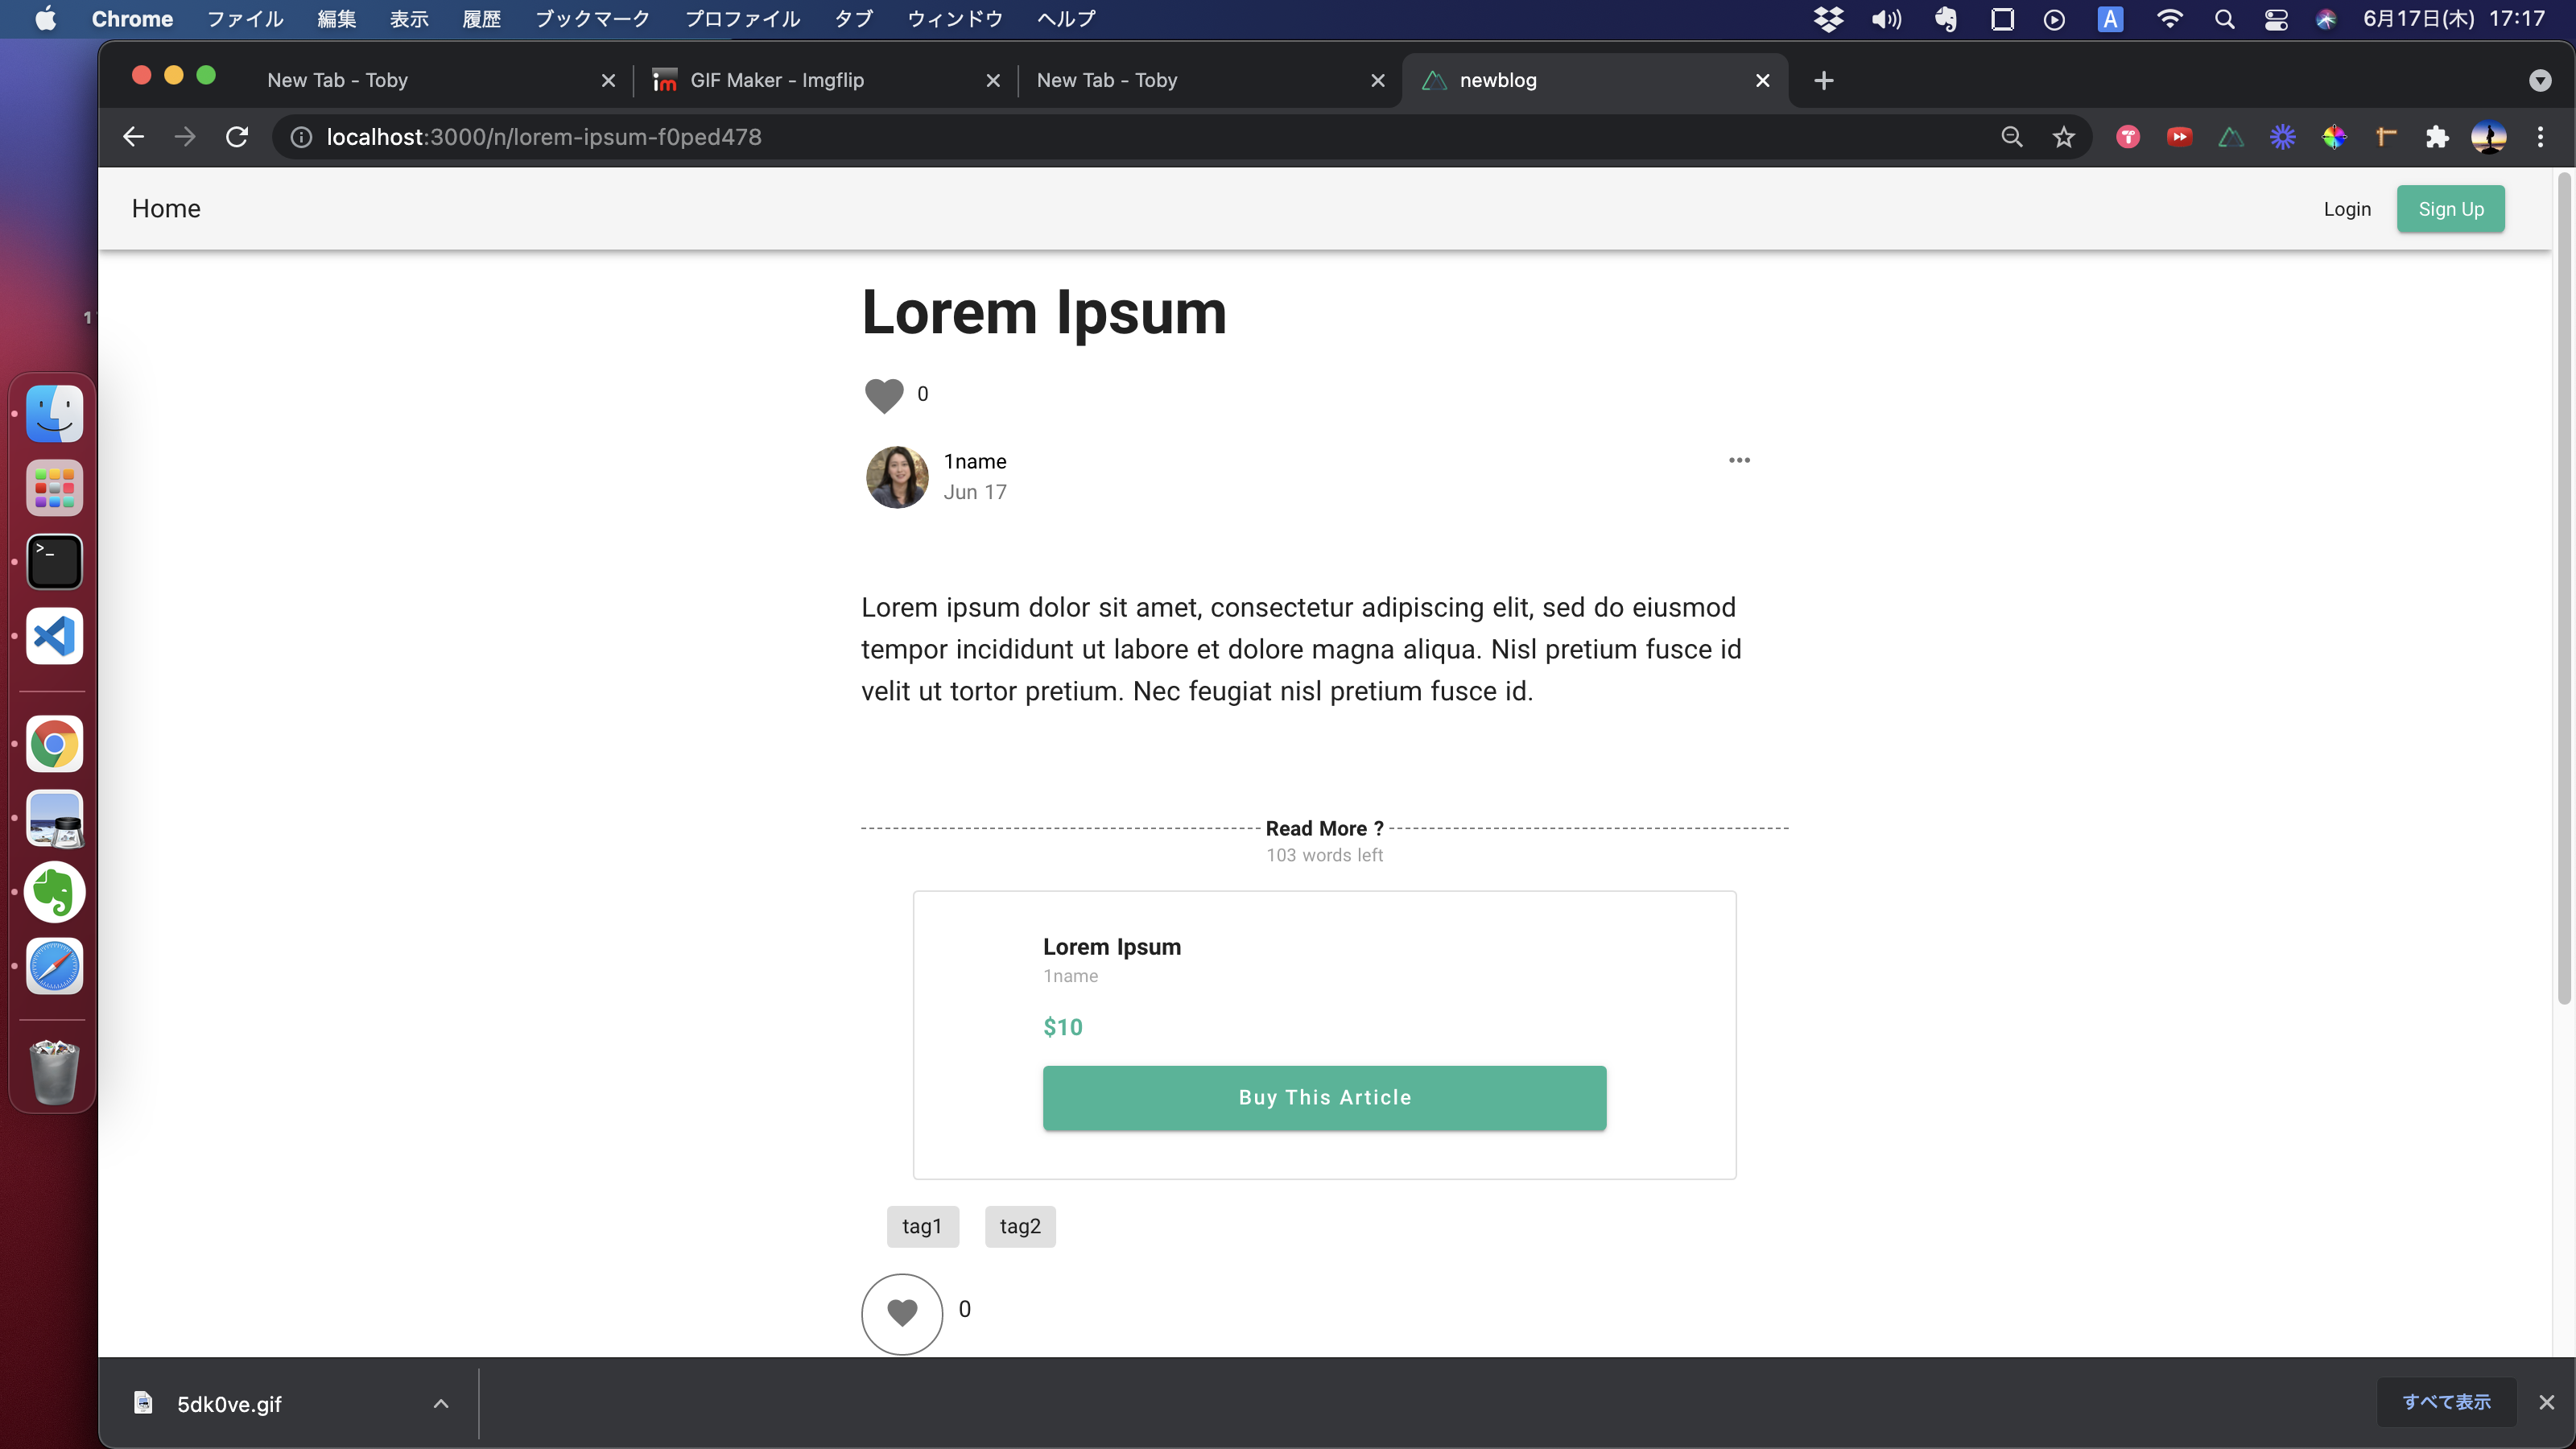 Chrome ファイル 編集 表示 履歴 ブックマーク プロファイル タブ ウィンドウ ヘルプ A 6月17日(木) 17:17
New Tab - Toby im GIF Maker - Imgflip New Tab - Toby newblog
localhost:3000/n/lorem-ipsum-f0ped478
Home Login Sign Up
Lorem Ipsum
1
0
1name
Jun 17
>_
Lorem ipsum dolor sit amet, consectetur adipiscing elit, sed do eiusmod
tempor incididunt ut labore et dolore magna aliqua. Nisl pretium fusce id
velit ut tortor pretium. Nec feugiat nisl pretium fusce id.
Read More ?
103 words left
Lorem Ipsum
1name
$10
Buy This Article
tag1 tag2
0
5dk0ve.gif すべて表示